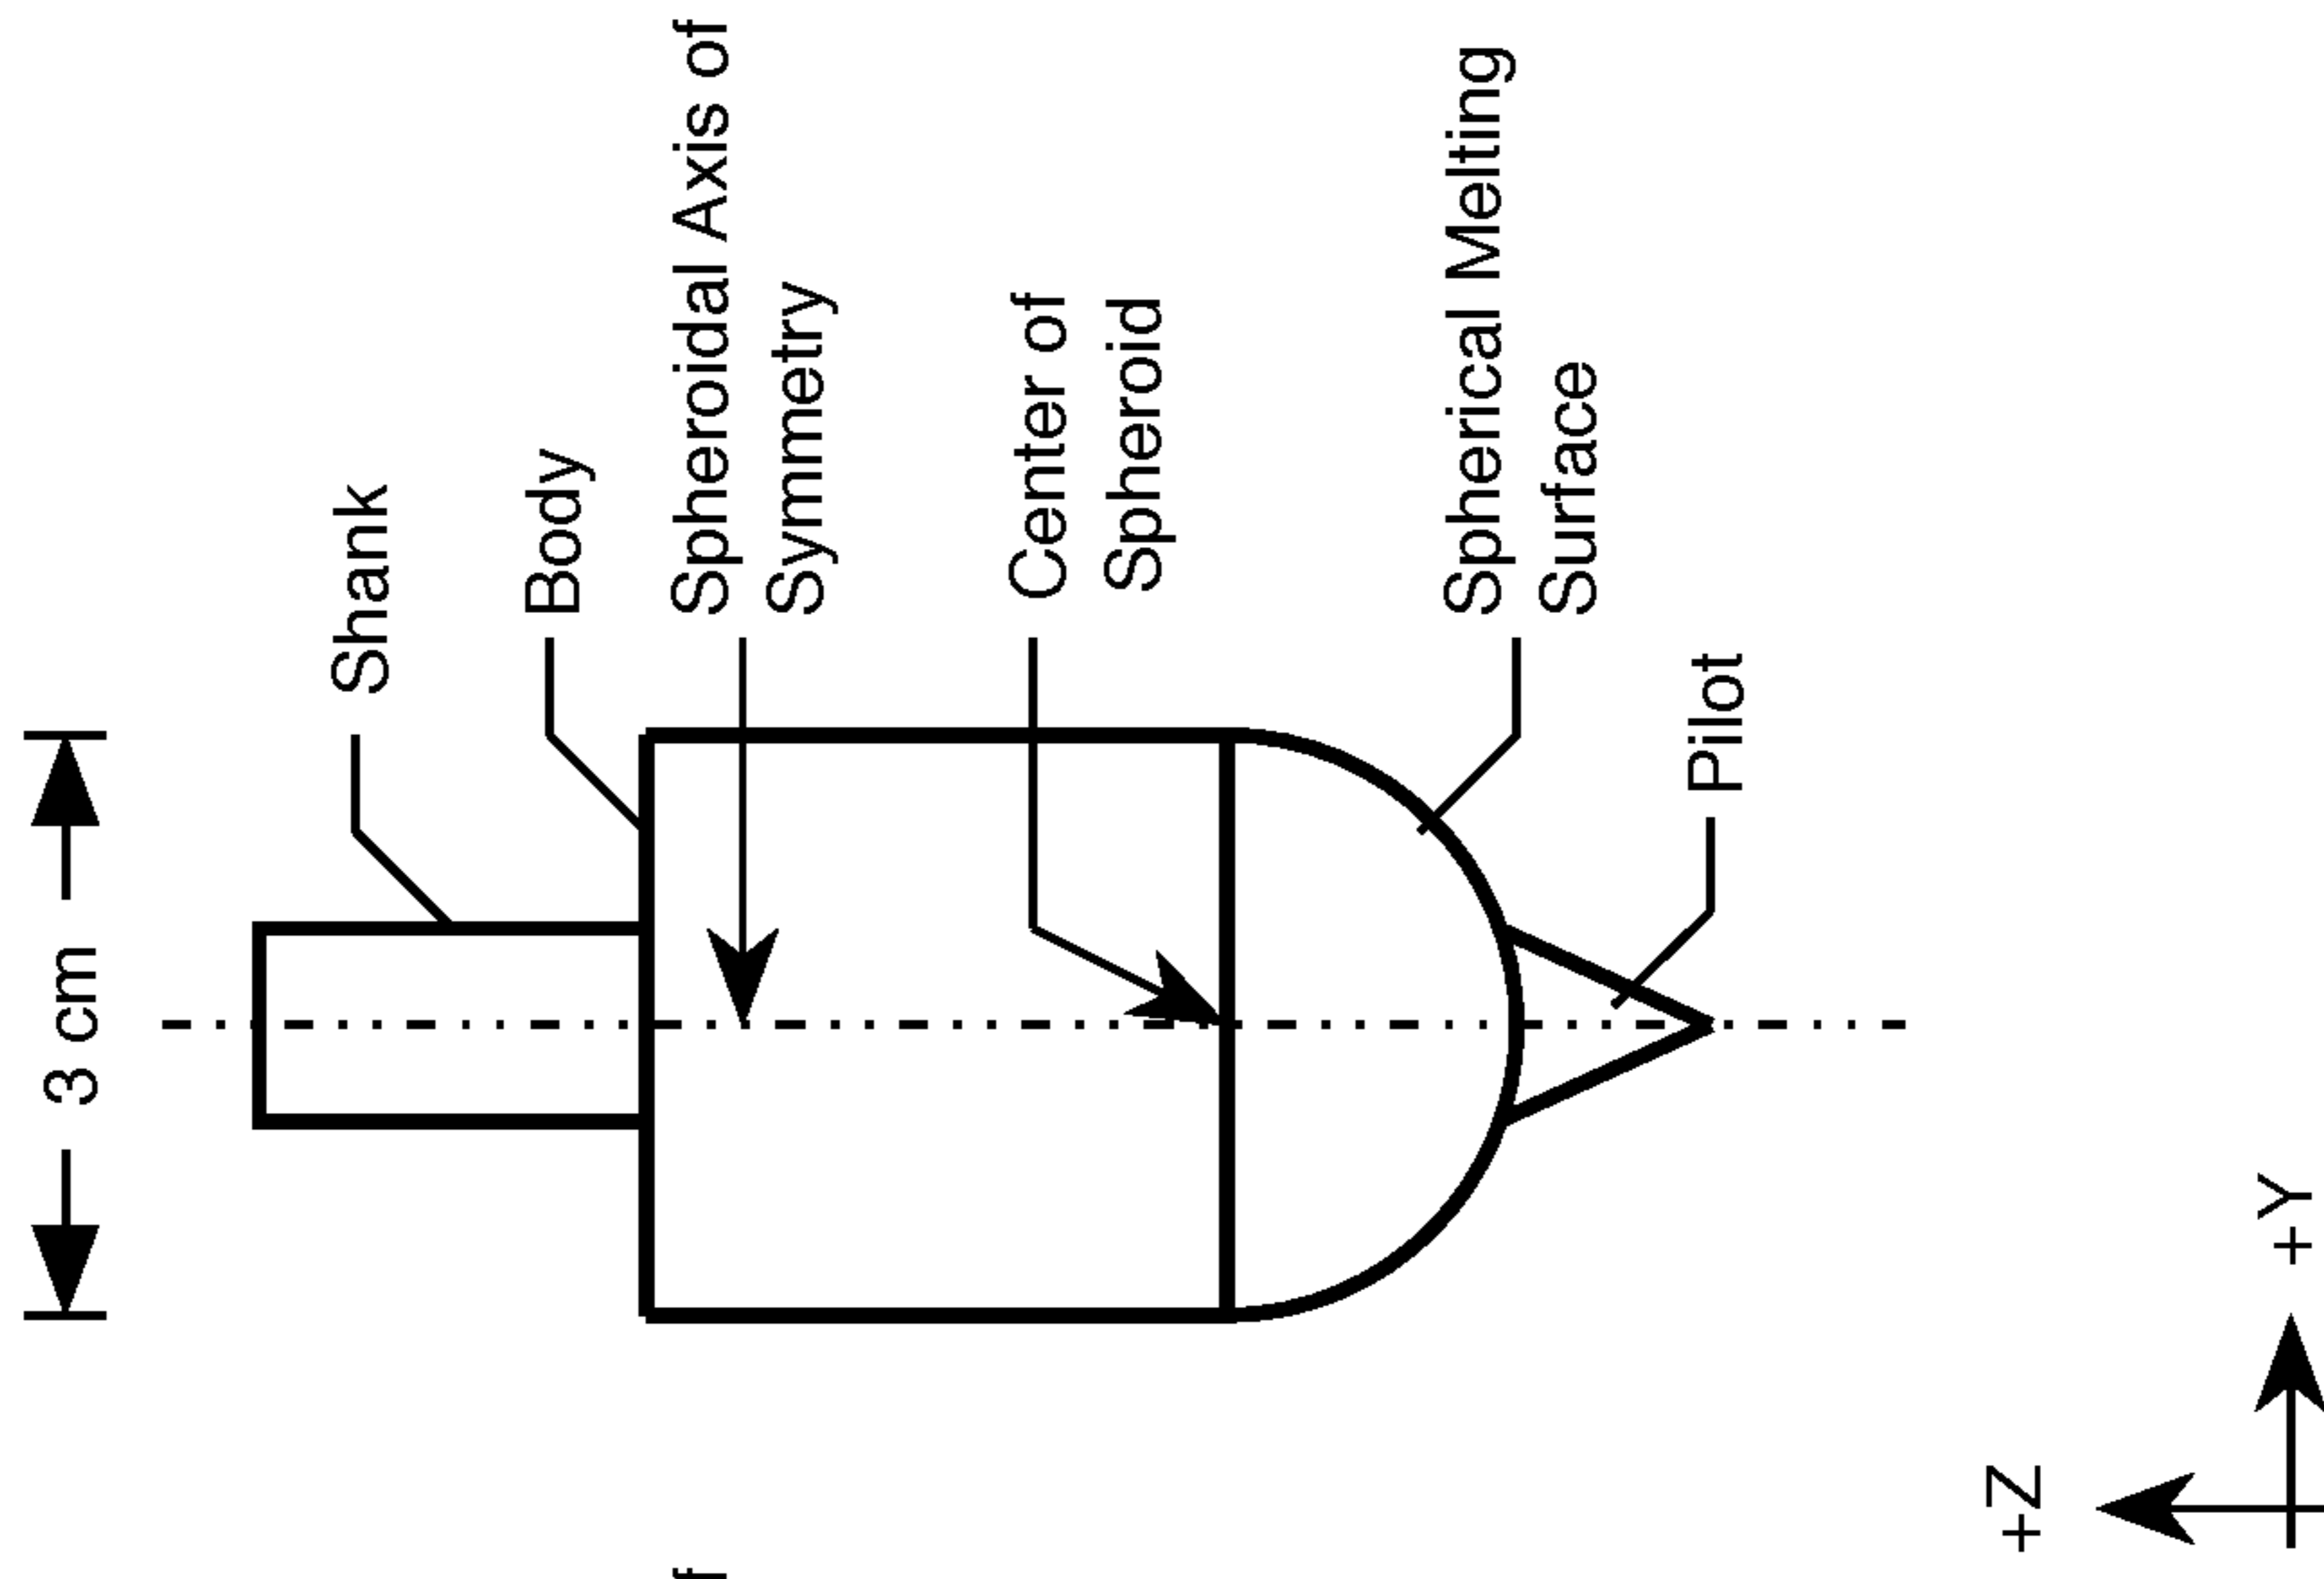 3 cm
Shank
Body
Spheroidal Axis of
Symmetry
Center of
Spheroid
Spherical Melting
Surface
Pilot
+Z
+Y
f